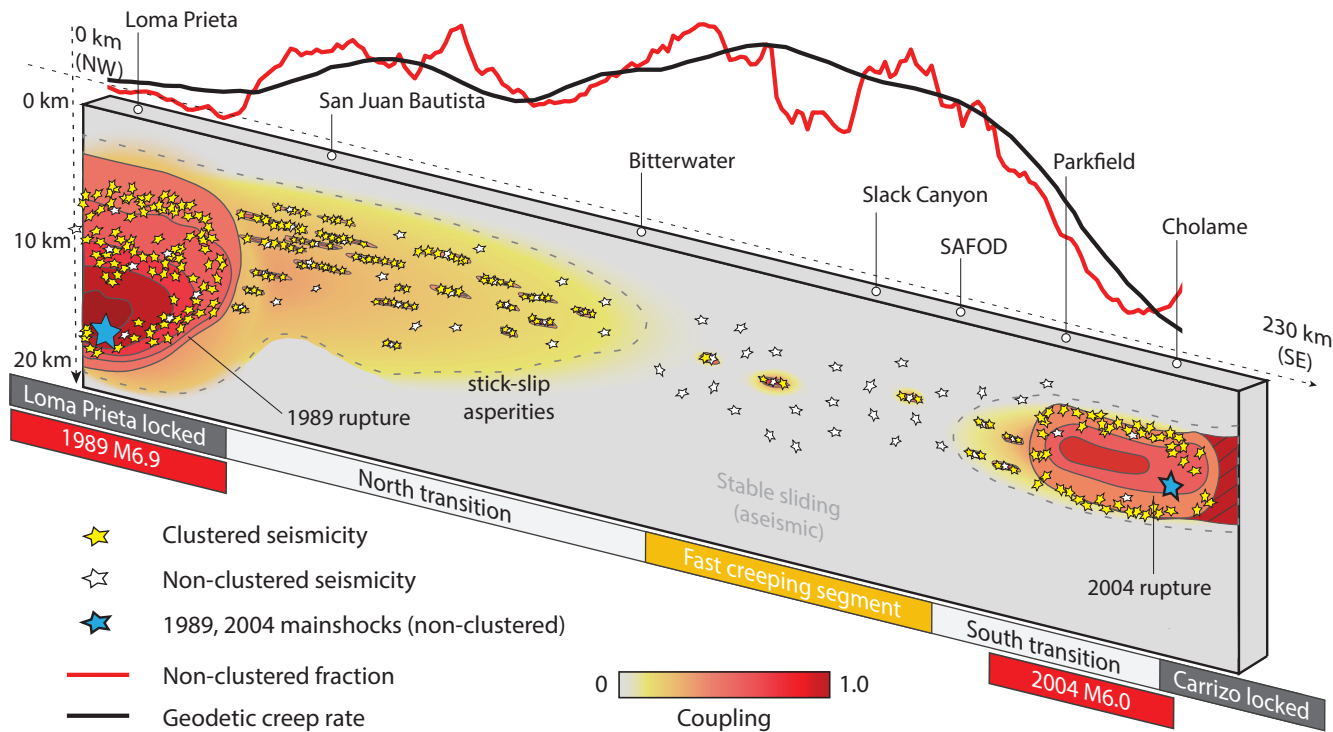 Loma Prieta
0 km
(NW)
0 km
San Juan Bautista
Bitterwater
Slack Canyon
SAFOD
Parkfield
Cholame
10 km
20 km
230 km
(SE)
stick-slip
asperities
1989 rupture
Stable sliding
(aseismic)
2004 rupture
Loma Prieta locked
1989 M6.9
North transition
Fast creeping segment
South transition
2004 M6.0
Carrizo locked
Clustered seismicity
Non-clustered seismicity
1989, 2004 mainshocks (non-clustered)
Non-clustered fraction
Geodetic creep rate
0
1.0
Coupling